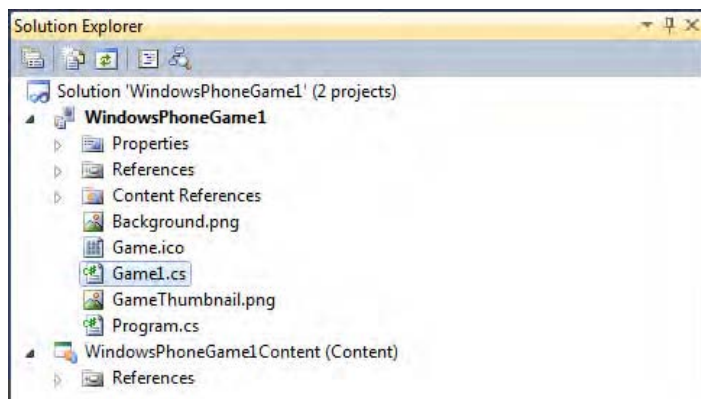 Solution Explorer
Solution 'WindowsPhoneGame1' (2 projects)
WindowsPhoneGame1
Properties
References
Content References
Background.png
Game.ico
Game1.cs
GameThumbnail.png
Program.cs
WindowsPhoneGame1Content (Content)
References